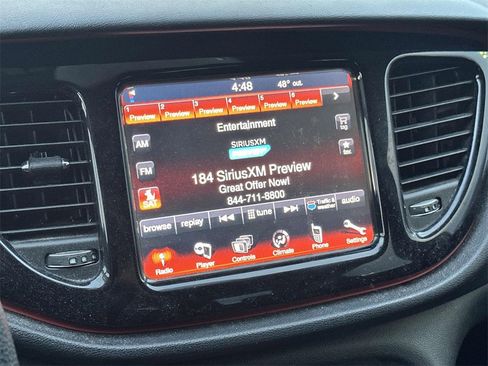 4:48
48° out.
1 2 3 4 5 6
Preview Preview Preview Preview Preview Preview
Entertainment
AM
SIRIUSXM
tag
184 SiriusXM Preview
FM
fav.
Great Offer Now!
SAT
844-711-8800
browse replay tune Traffic & weather audio
Radio Player Controls Climate Phone Settings